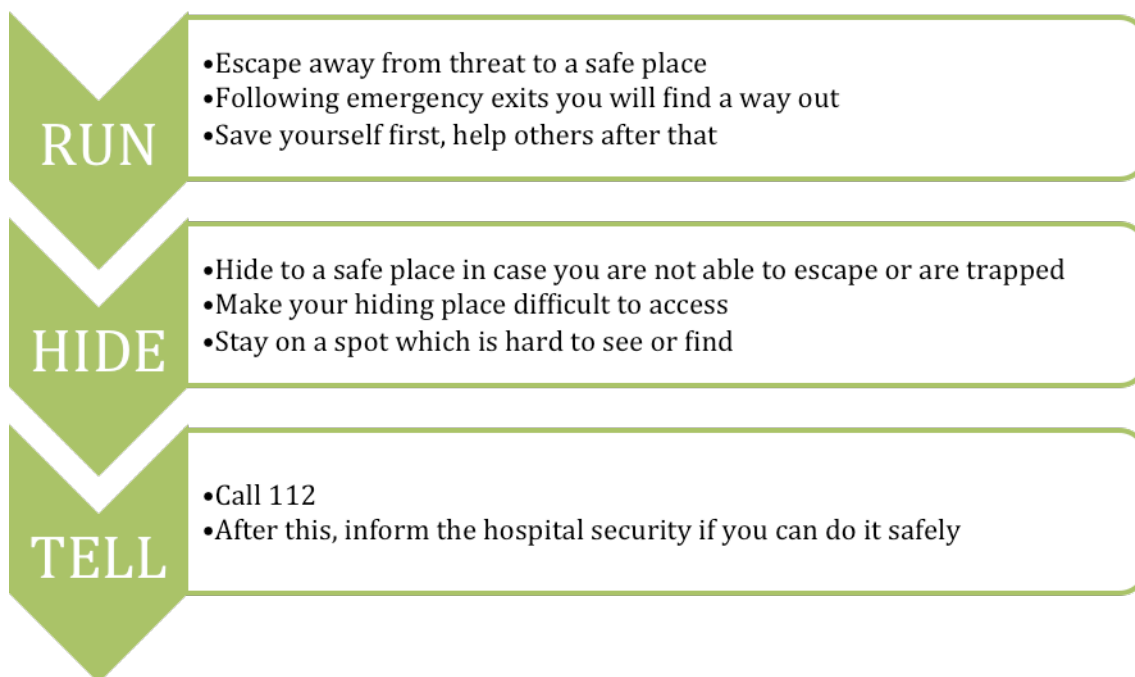 RUN
•Escape away from threat to a safe place
•Following emergency exits you will find a way out
•Save yourself first, help others after that
HIDE
•Hide to a safe place in case you are not able to escape or are trapped
•Make your hiding place difficult to access
•Stay on a spot which is hard to see or find
TELL
•Call 112
•After this, inform the hospital security if you can do it safely